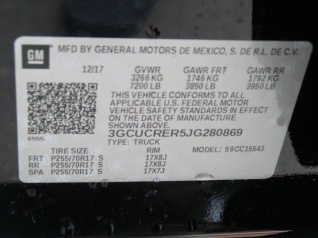 GM
MFD BY GENERAL MOTORS DE MEXICO, S. DE R.L. DE C.V.
12/17 GVWR GAWR FRT GAWR RR
3266 KG 1746 KG 1792 KG
7200 LB 3850 LB 3950 LB
THIS VEHICLE CONFORMS TO ALL APPLICABLE U.S. FEDERAL MOTOR
VEHICLE SAFETY STANDARDS IN EFFECT ON THE DATE OF
MANUFACTURE SHOWN ABOVE.
3GCUCRER5JG280869
TYPE: TRUCK
MODEL: 59CC15543
TIRE SIZE RIM
FRT P255/70R17 S 17X8J
RR P255/70R17 S 17X8J
SPA P255/70R17 S 17X7J